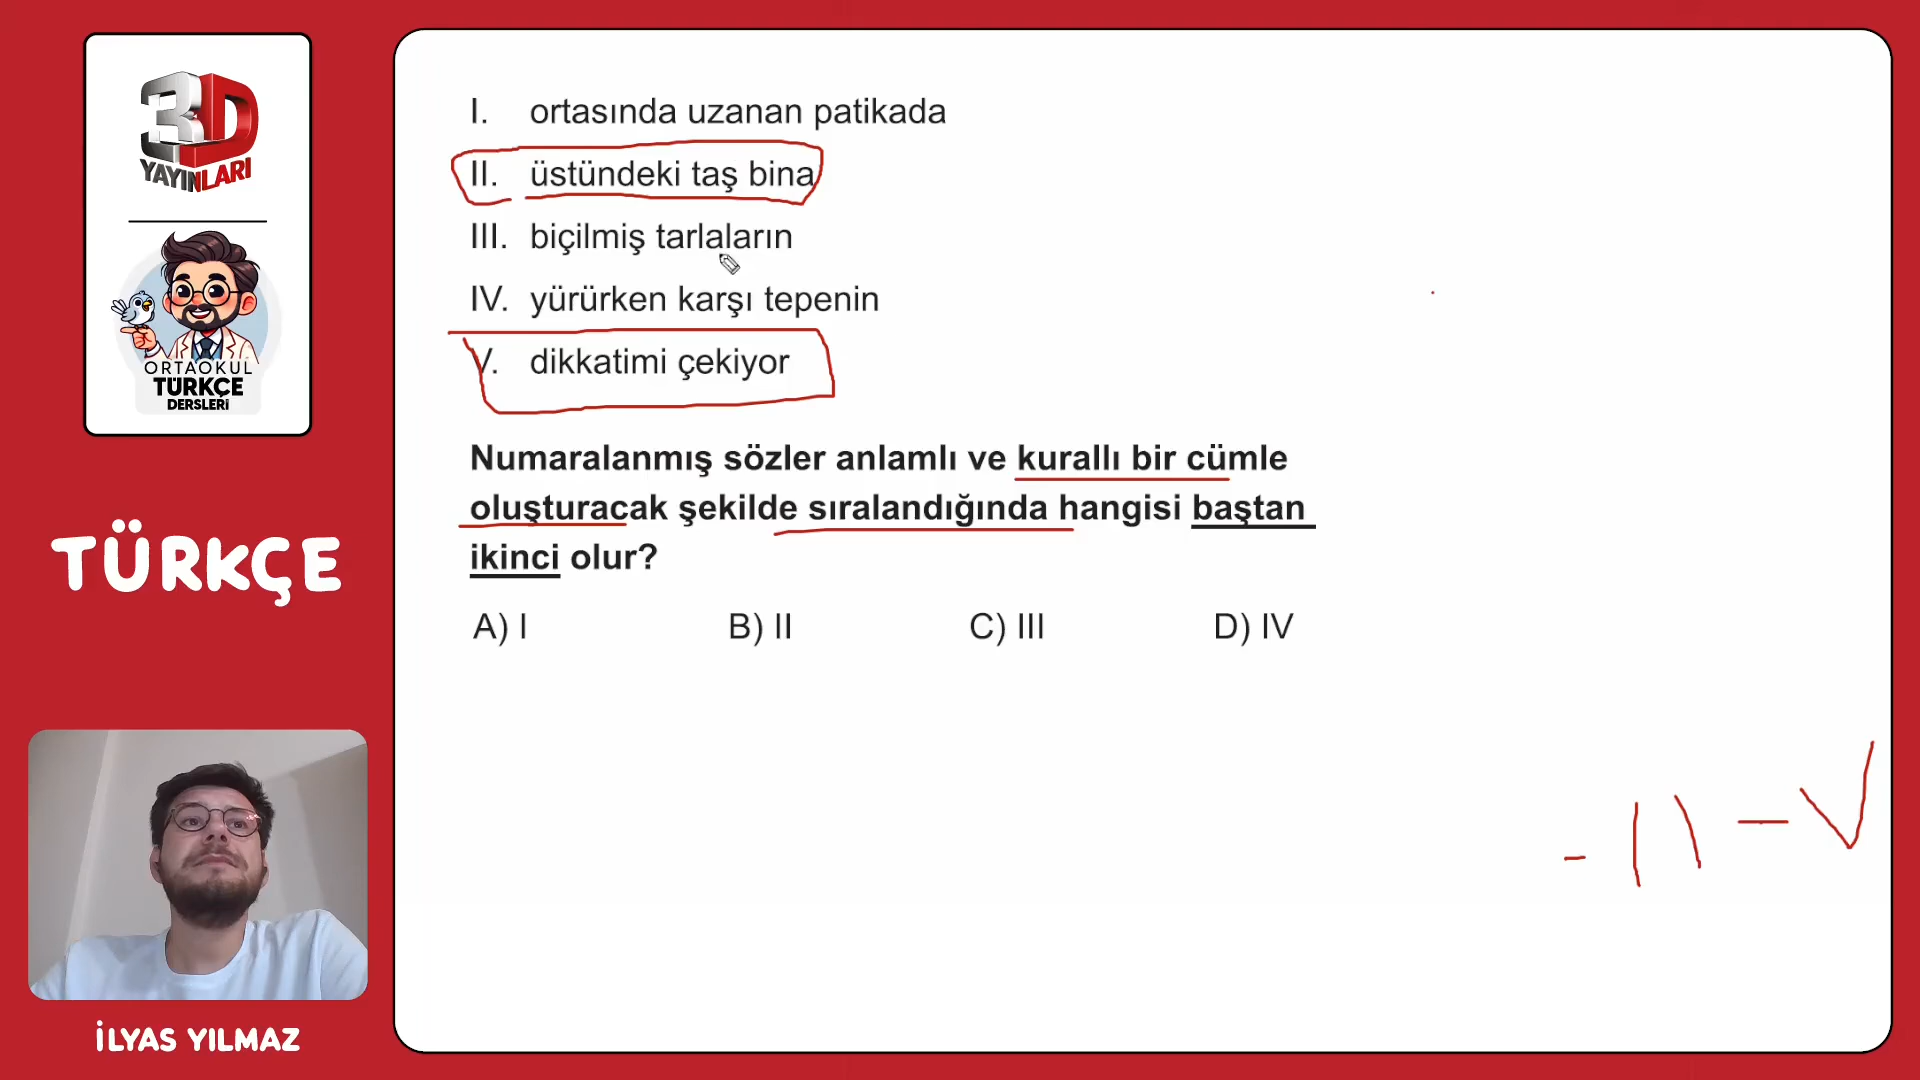 3D
YAYINLARI
ORTAOKUL
TÜRKÇE
DERSLERİ
TÜRKÇE
İLYAS YILMAZ
I. ortasında uzanan patikada
II. üstündeki taş bina
III. biçilmiş tarlaların
IV. yürürken karşı tepenin
V. dikkatimi çekiyor
Numaralanmış sözler anlamlı ve kurallı bir cümle
oluşturacak şekilde sıralandığında hangisi baştan
ikinci olur?
A) I B) II C) III D) IV
- II - V